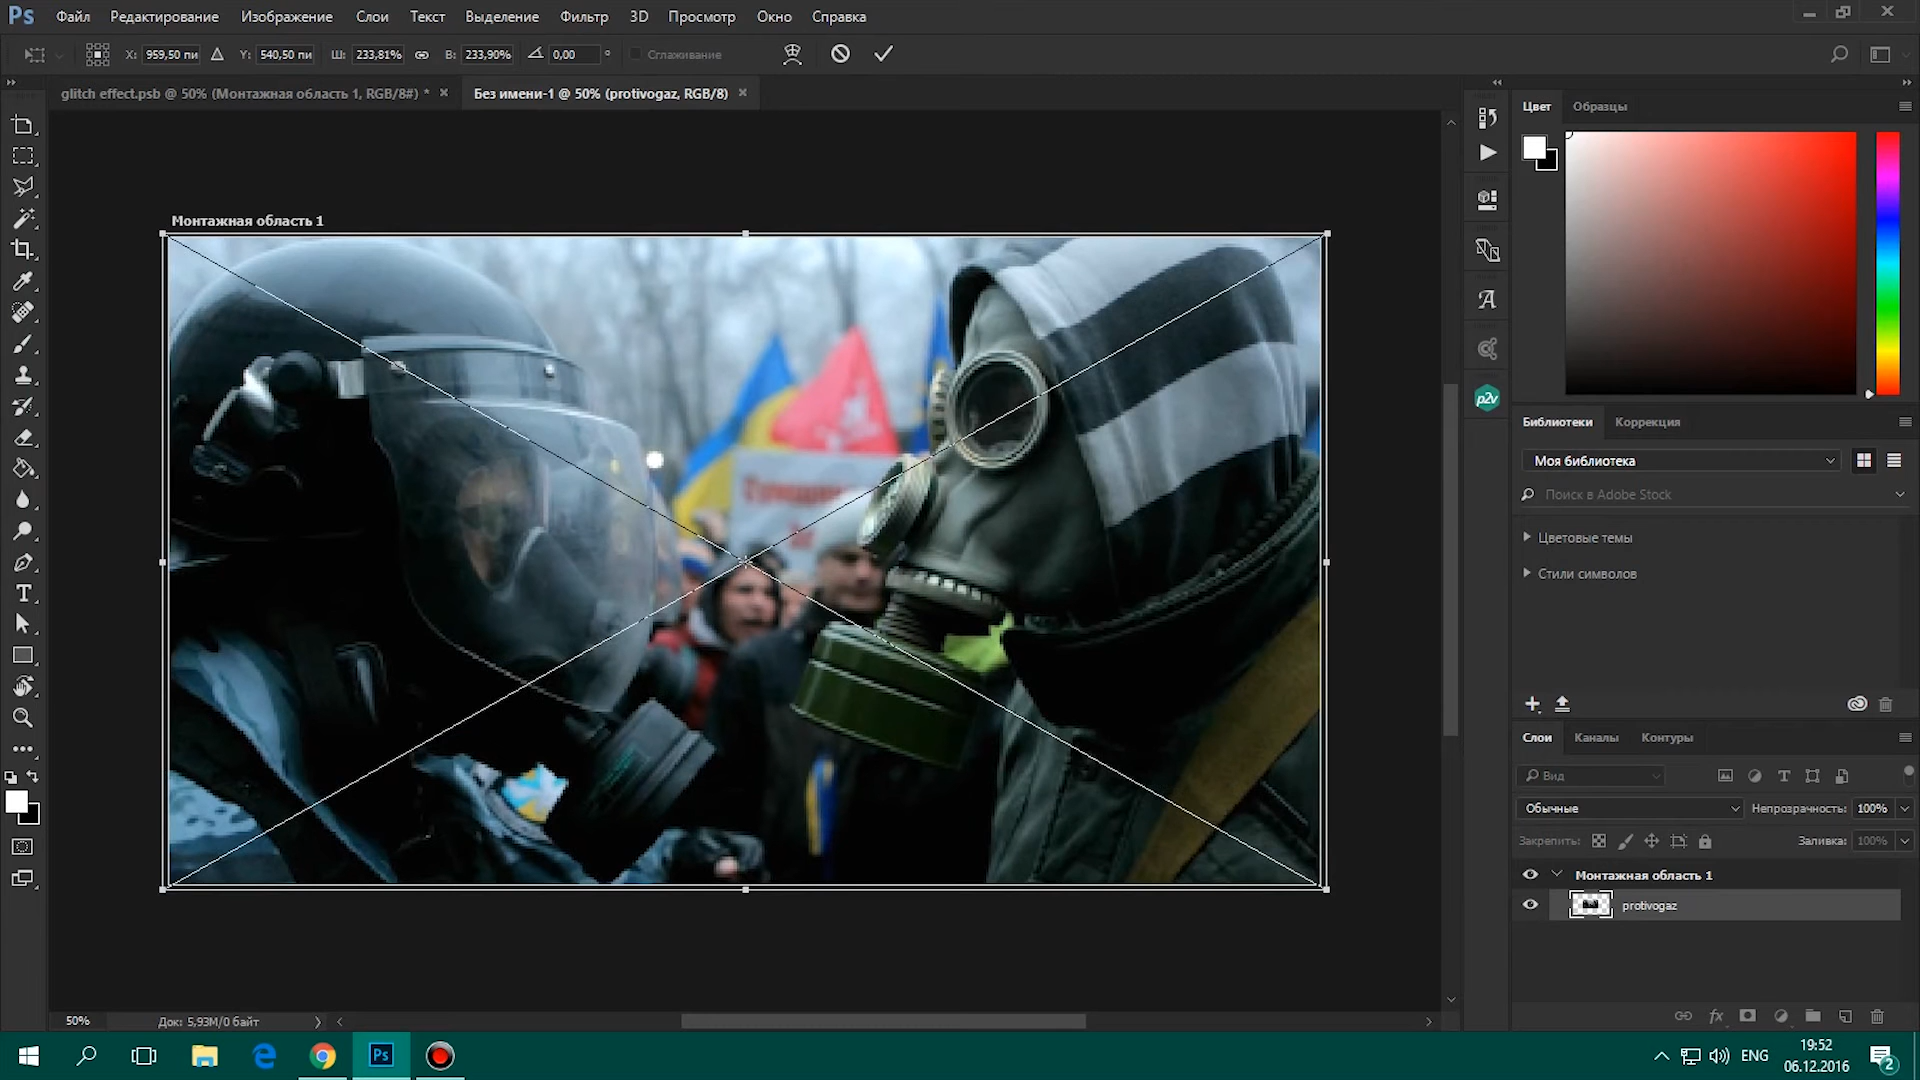 Ps Файл Редактирование Изображение Слои Текст Выделение Фильтр 3D Просмотр Окно Справка
X: 959,50 пи Y: 540,50 пи Ш: 233,81% В: 233,90% 0,00 ° Сглаживание
glitch effect.psb @ 50% (Монтажная область 1, RGB/8#) * Без имени-1 @ 50% (protivogaz, RGB/8)
Цвет Образцы
Монтажная область 1
p2v
Библиотеки Коррекция
Моя библиотека
Поиск в Adobe Stock
Цветовые темы
Стили символов
Слои Каналы Контуры
Вид
Обычные Непрозрачность: 100%
Закрепить: Заливка: 100%
Монтажная область 1
protivogaz
50% Док: 5,93M/0 байт
Ps ENG 19:52
06.12.2016
2